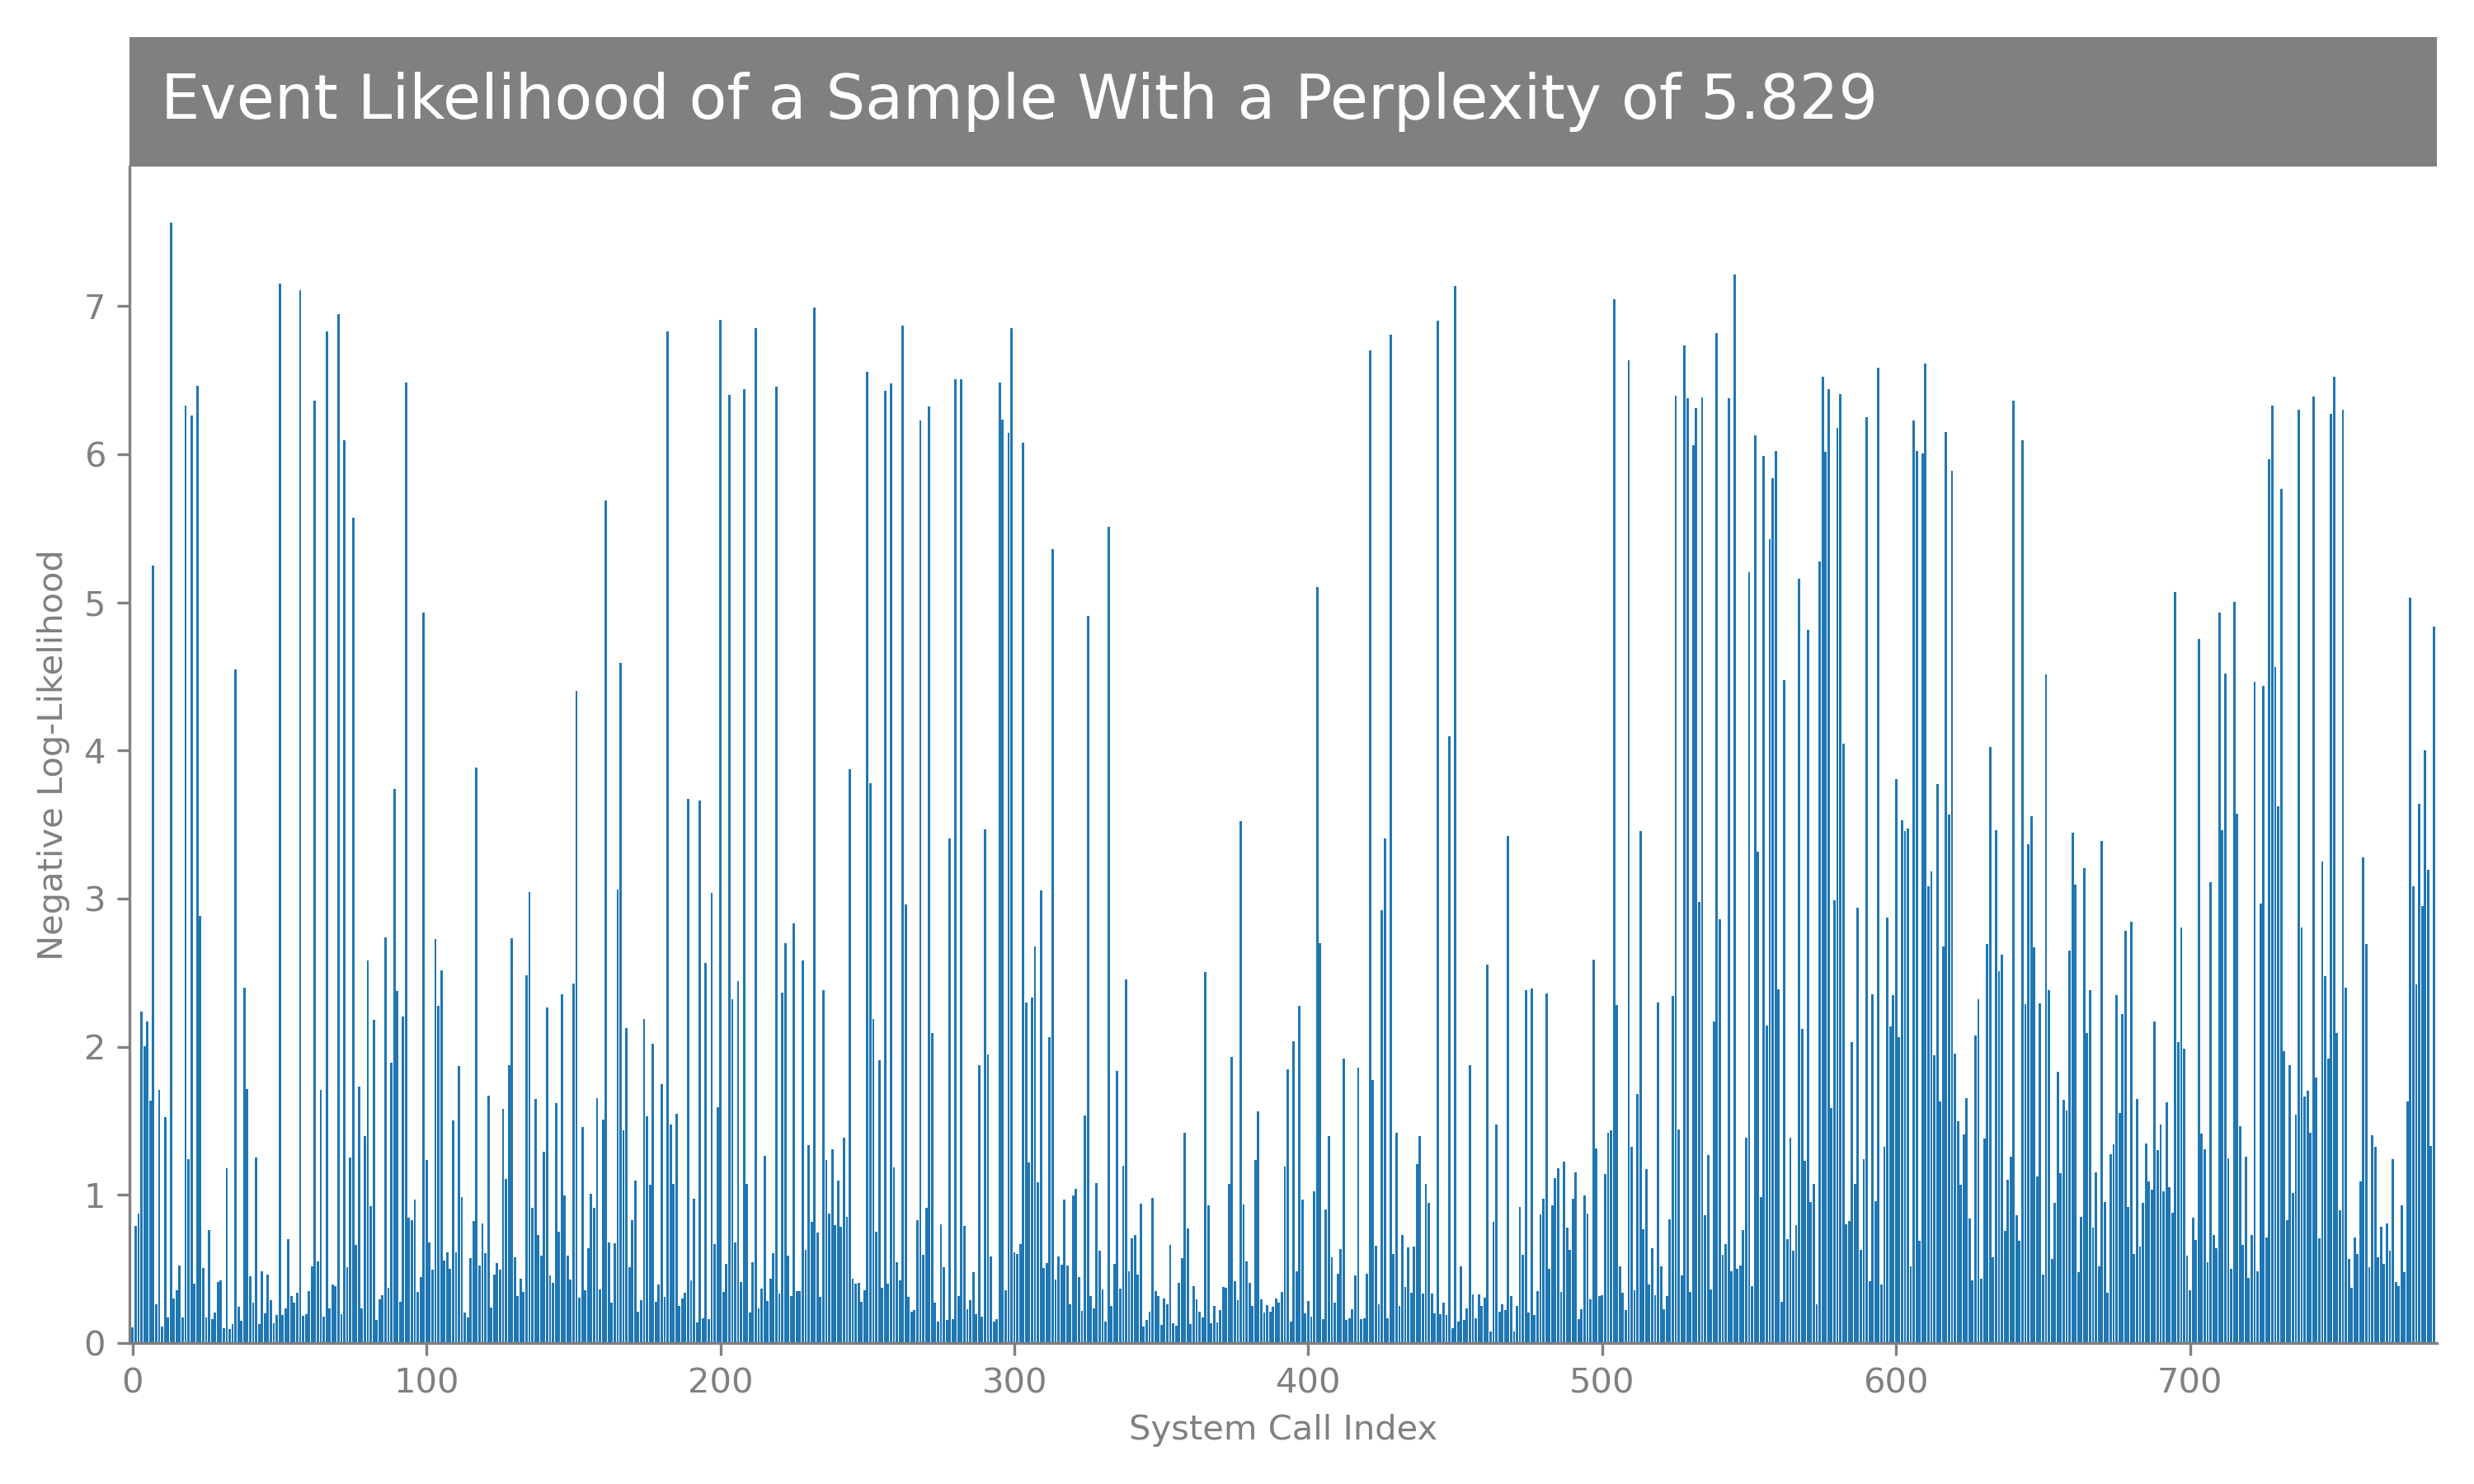 Event Likelihood of a Sample With a Perplexity of 5.829
Negative Log-Likelihood
7
6
5
4
3
2
1
0
0 100 200 300 400 500 600 700
System Call Index